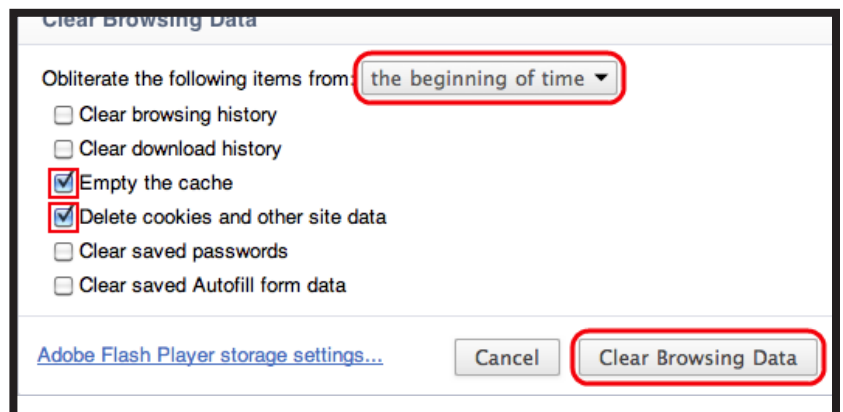 Clear Browsing Data
Obliterate the following items from: the beginning of time
Clear browsing history
Clear download history
Empty the cache
Delete cookies and other site data
Clear saved passwords
Clear saved Autofill form data
Adobe Flash Player storage settings... Cancel Clear Browsing Data